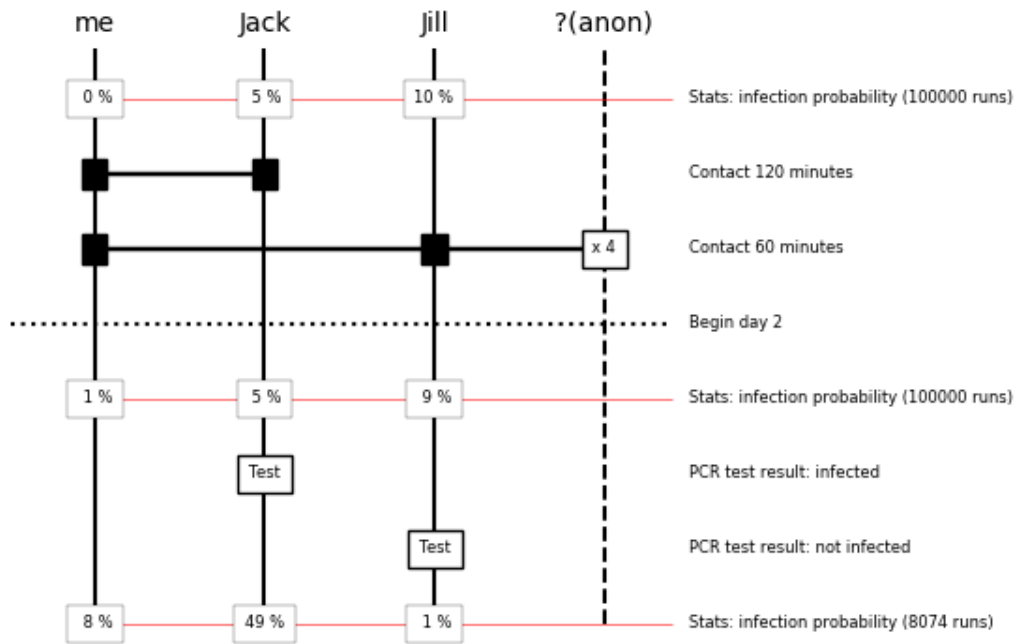 me Jack Jill ?(anon)
0 % 5 % 10 % Stats: infection probability (100000 runs)
Contact 120 minutes
x 4 Contact 60 minutes
Begin day 2
1 % 5 % 9 % Stats: infection probability (100000 runs)
Test PCR test result: infected
Test PCR test result: not infected
8 % 49 % 1 % Stats: infection probability (8074 runs)